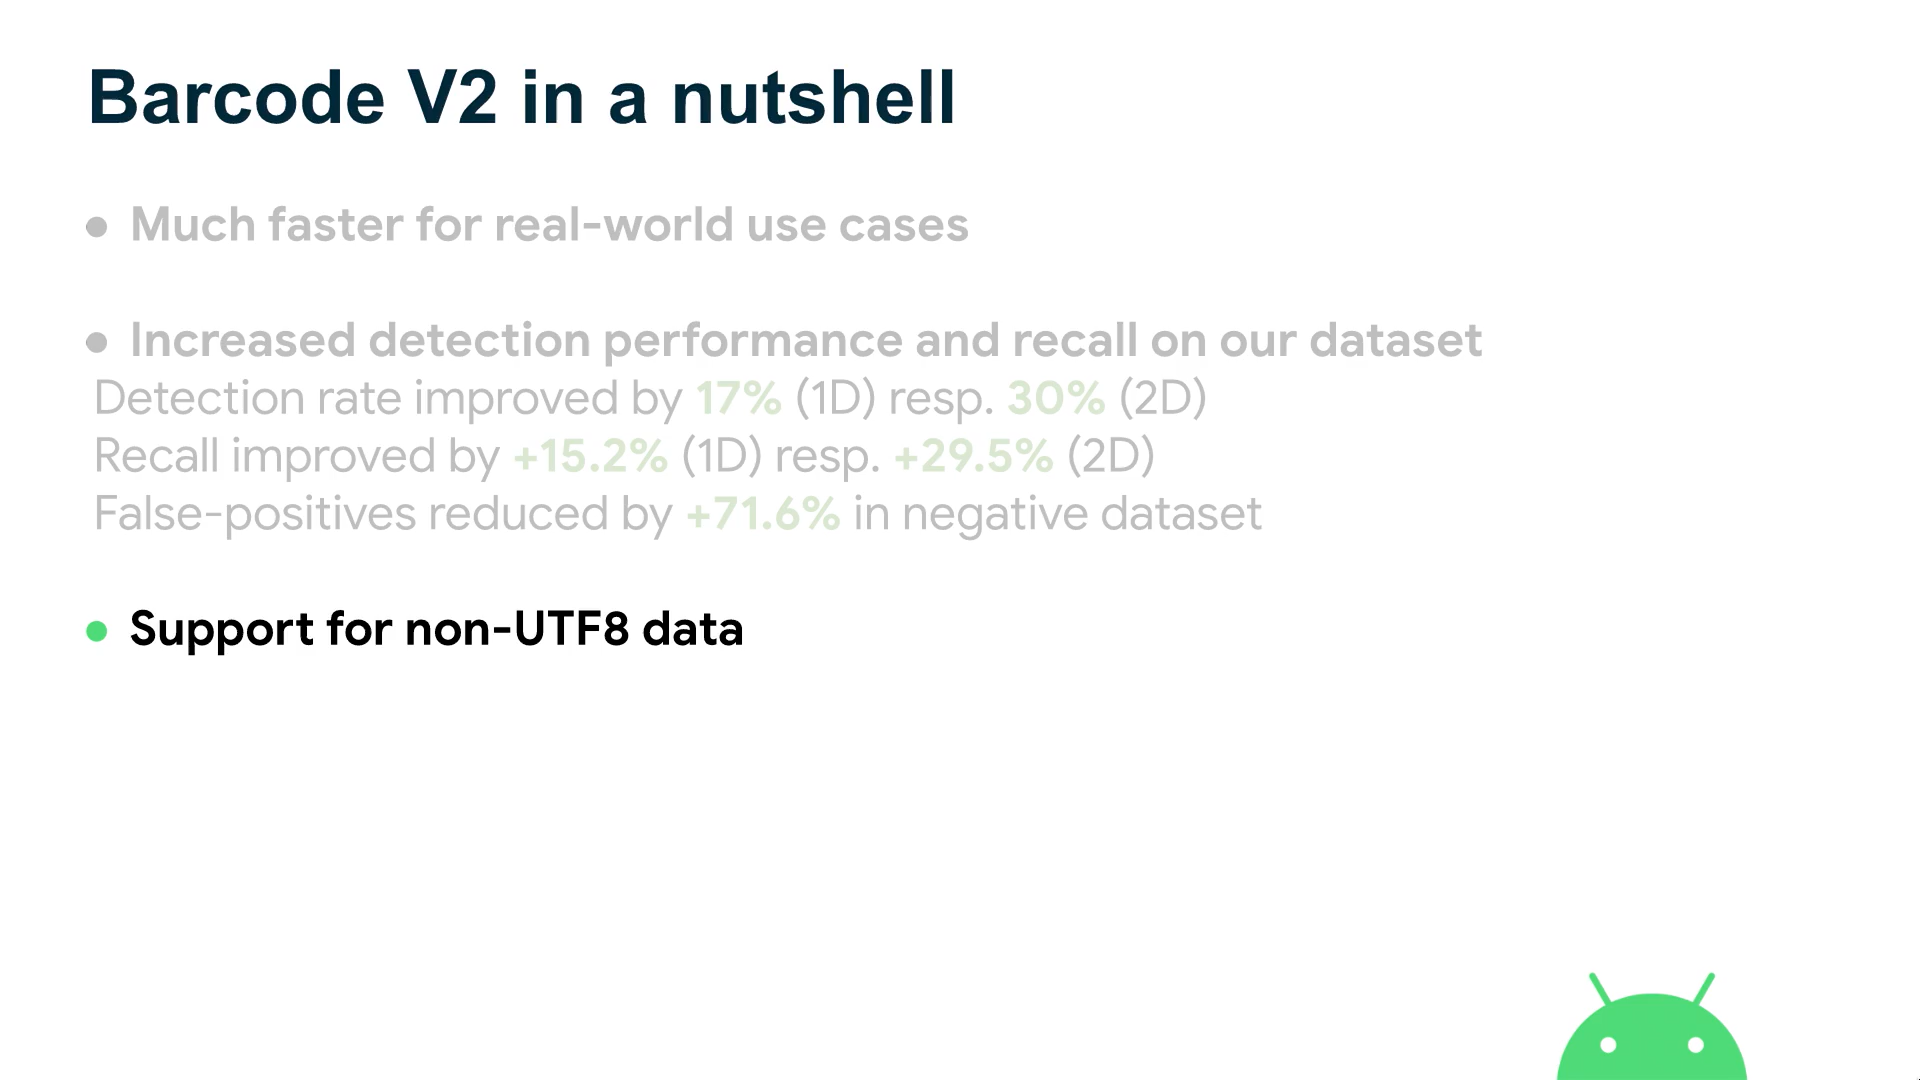 Barcode V2 in a nutshell
● Much faster for real-world use cases
● Increased detection performance and recall on our dataset
Detection rate improved by 17% (1D) resp. 30% (2D)
Recall improved by +15.2% (1D) resp. +29.5% (2D)
False-positives reduced by +71.6% in negative dataset
● Support for non-UTF8 data